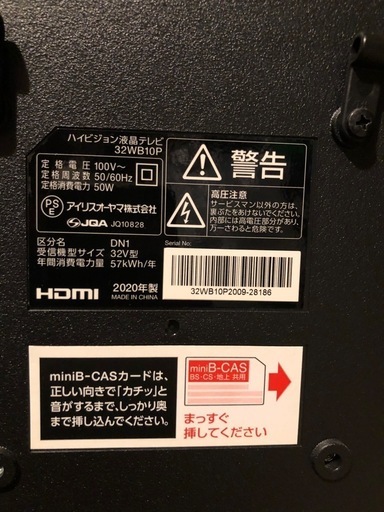 ハイビジョン液晶テレビ
32WB10P
定格電圧 100V～
定格周波数 50/60Hz
定格消費電力 50W
PS
E
アイリスオーヤマ株式会社
JQA JQ10828
区分名 DN1
受信機型サイズ 32V型
年間消費電力量 57kWh/年
HDMI
2020年製
MADE IN CHINA
警告
高圧注意
サービスマン以外の方は、
裏ぶたをあけないでください。
内部には高電圧部分があり、
万一さわると危険です。
Serial No.:
32WB10P2009-28186
miniB-CASカードは、
正しい向きで「カチッ」と
音がするまで、しっかり奥
まで挿し込んでください。
miniB-CAS
BS・CS・地上 共用
まっすぐ
挿してください